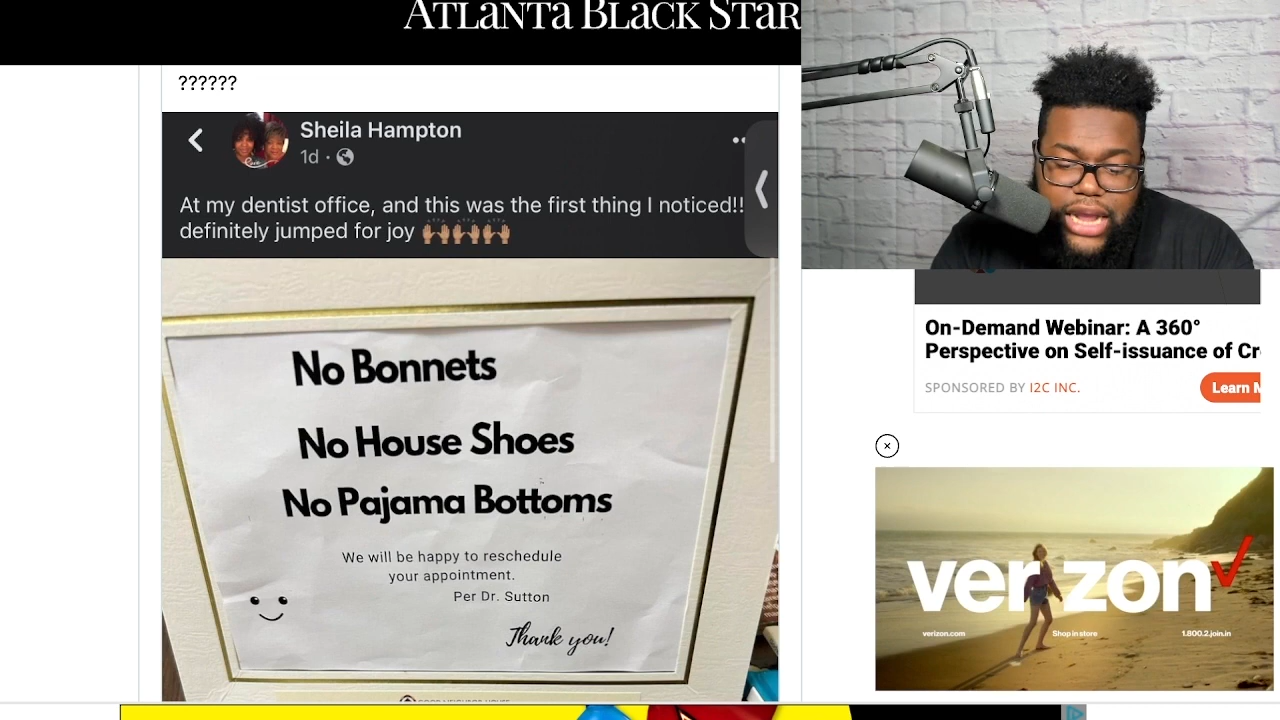 ATLANTA BLACK STAR
??????
Sheila Hampton
1d ·
At my dentist office, and this was the first thing I noticed!!
definitely jumped for joy 🙌🏽🙌🏽🙌🏽
No Bonnets
No House Shoes
No Pajama Bottoms
We will be happy to reschedule
your appointment.
Per Dr. Sutton
Thank you!
On-Demand Webinar: A 360°
Perspective on Self-issuance of Cr
SPONSORED BY I2C INC.
Learn
verizon
verizon.com
Shop in store
1.800.2.join.in